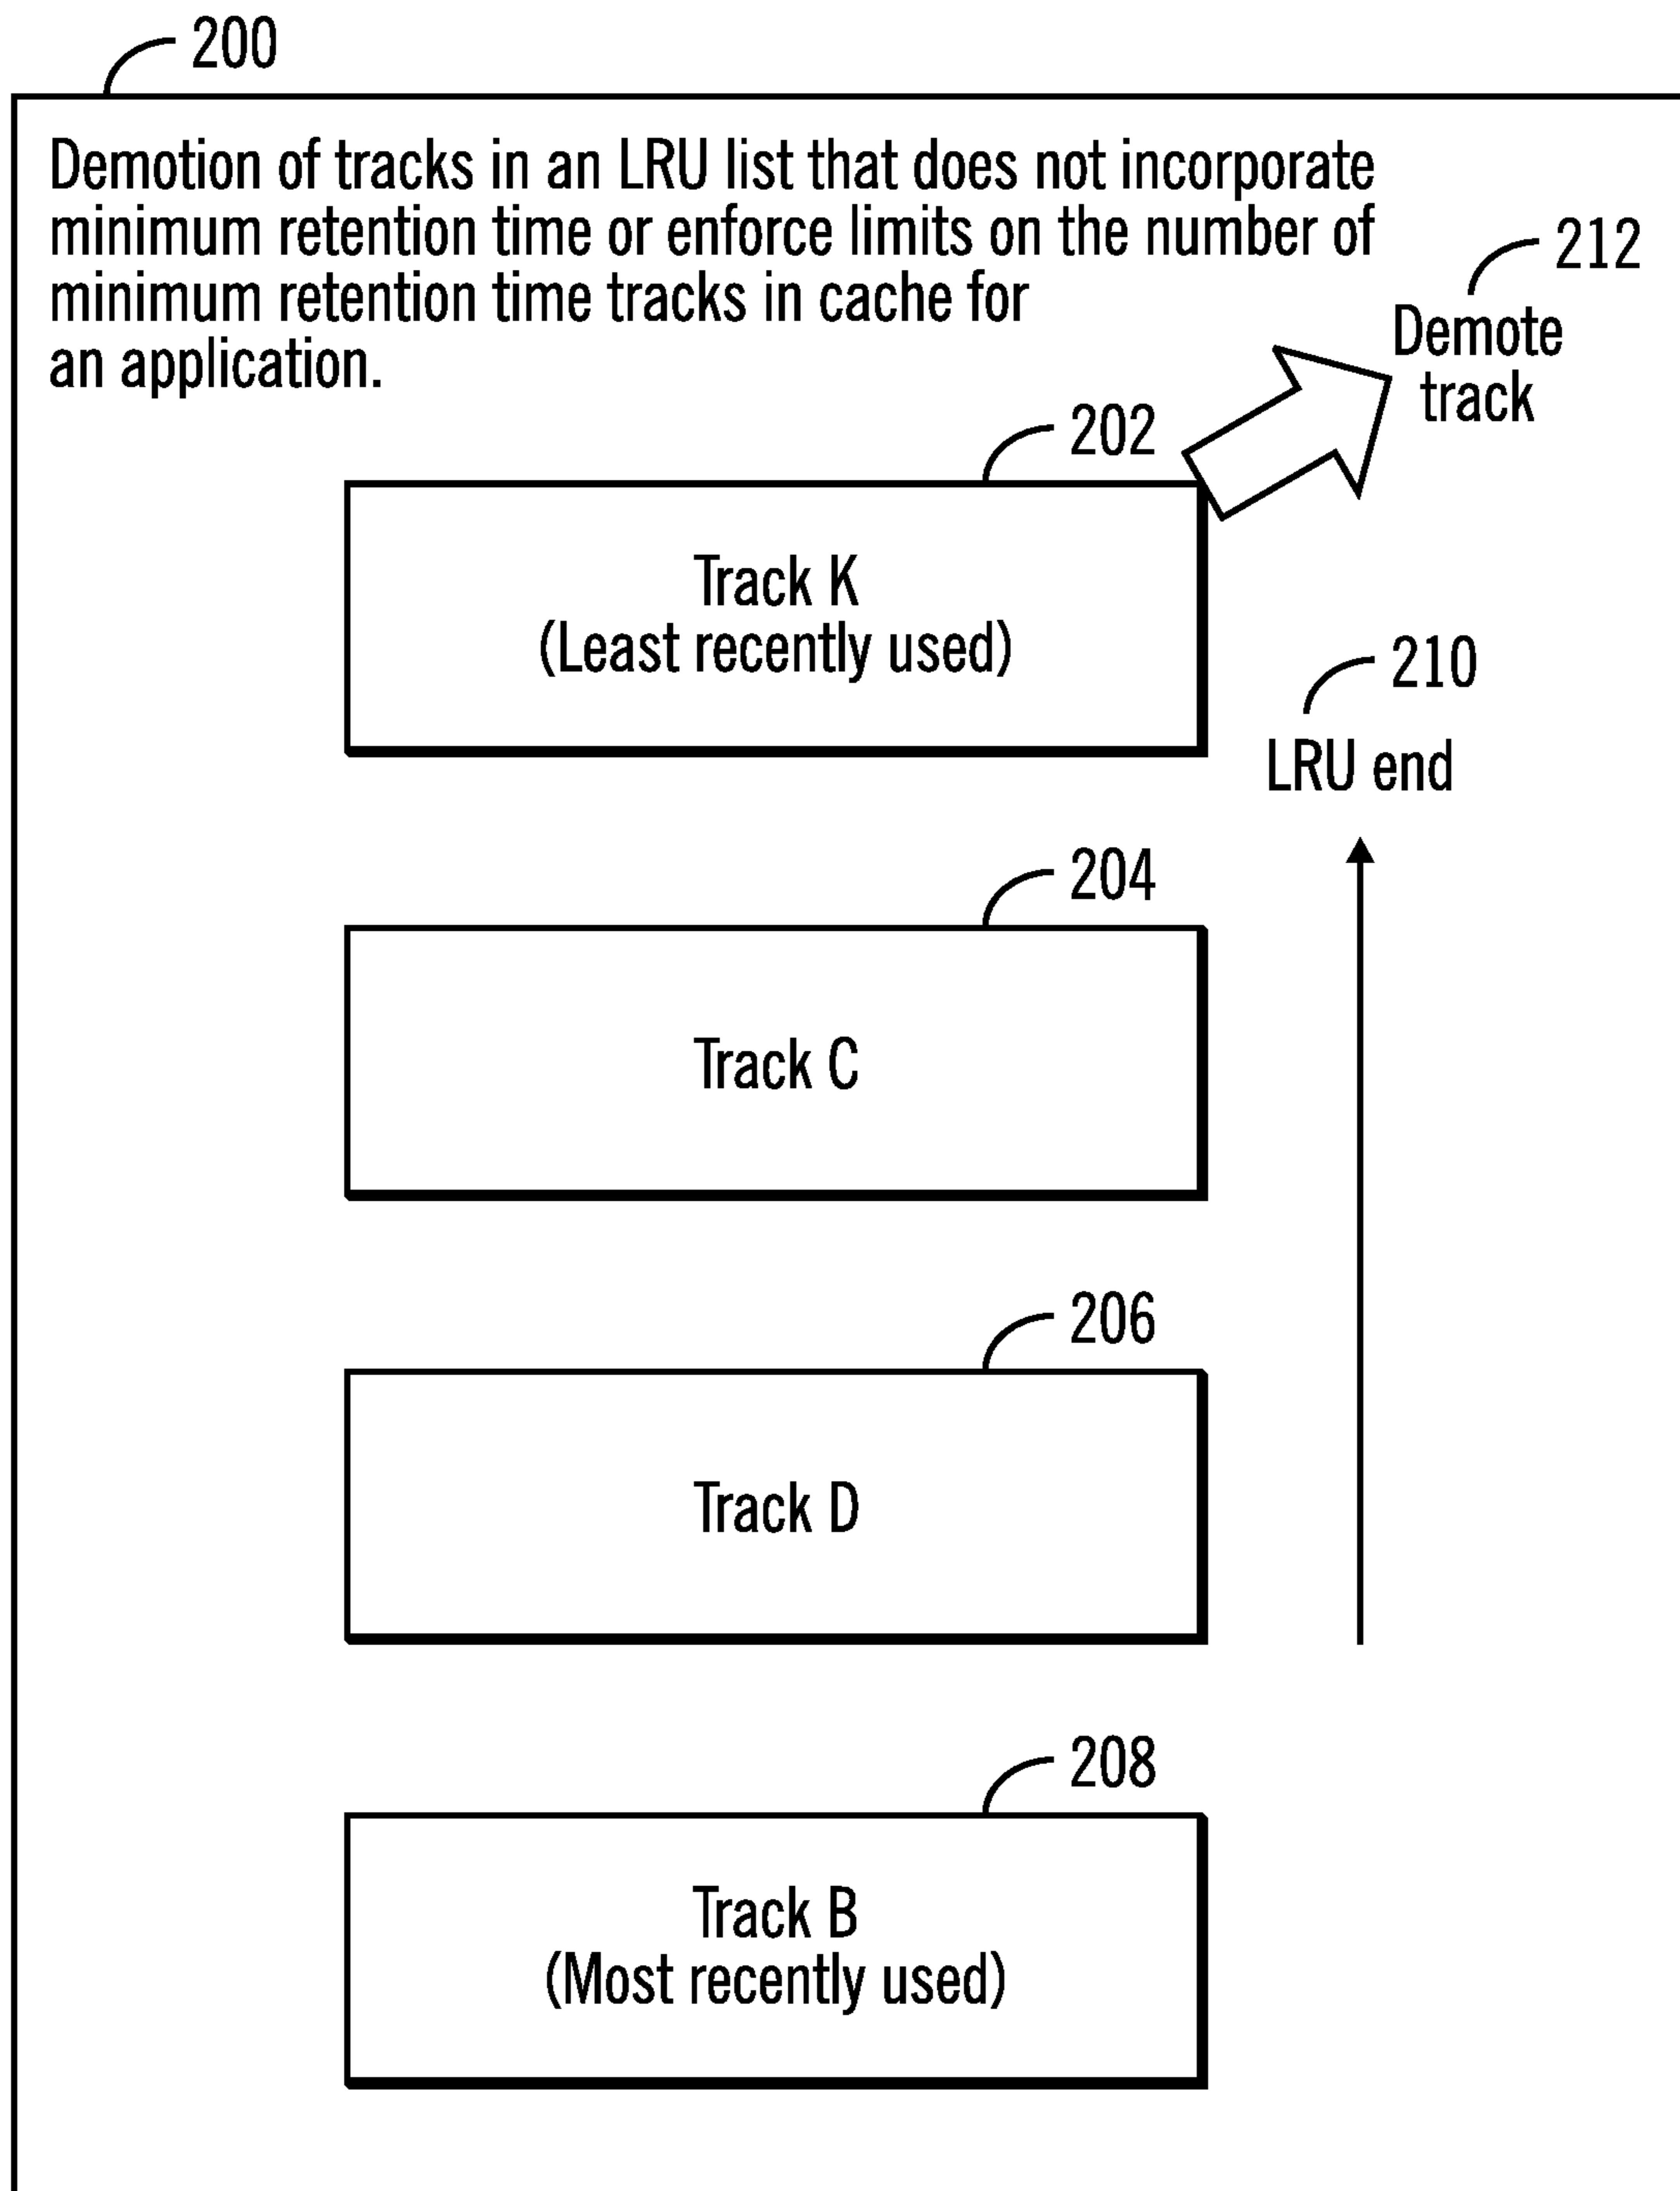 200
Demotion of tracks in an LRU list that does not incorporate
minimum retention time or enforce limits on the number of
minimum retention time tracks in cache for
an application.
212
Demote
track
202
Track K
(Least recently used)
210
LRU end
204
Track C
206
Track D
208
Track B
(Most recently used)